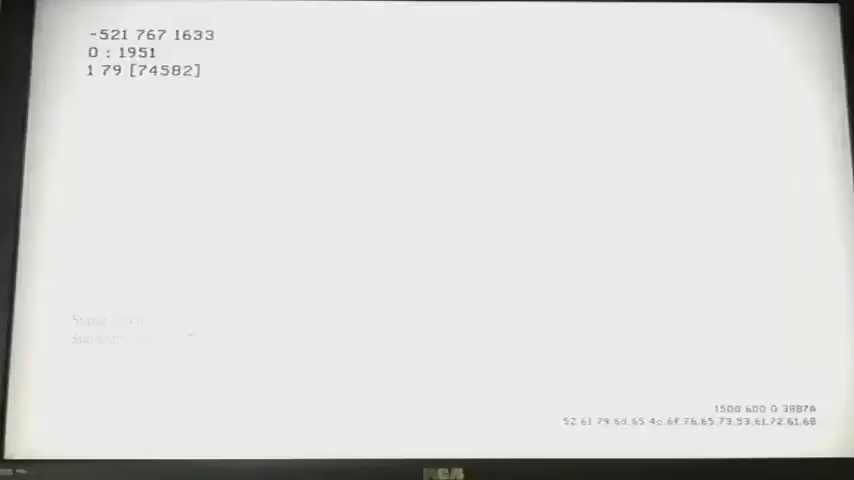 -521 767 1633
0 : 1951
1 79 [74582]
1500 600 0 38B7A
52.61.79.6d.65 4c.6f.76.65.73.53.61.72.61.68
RCA